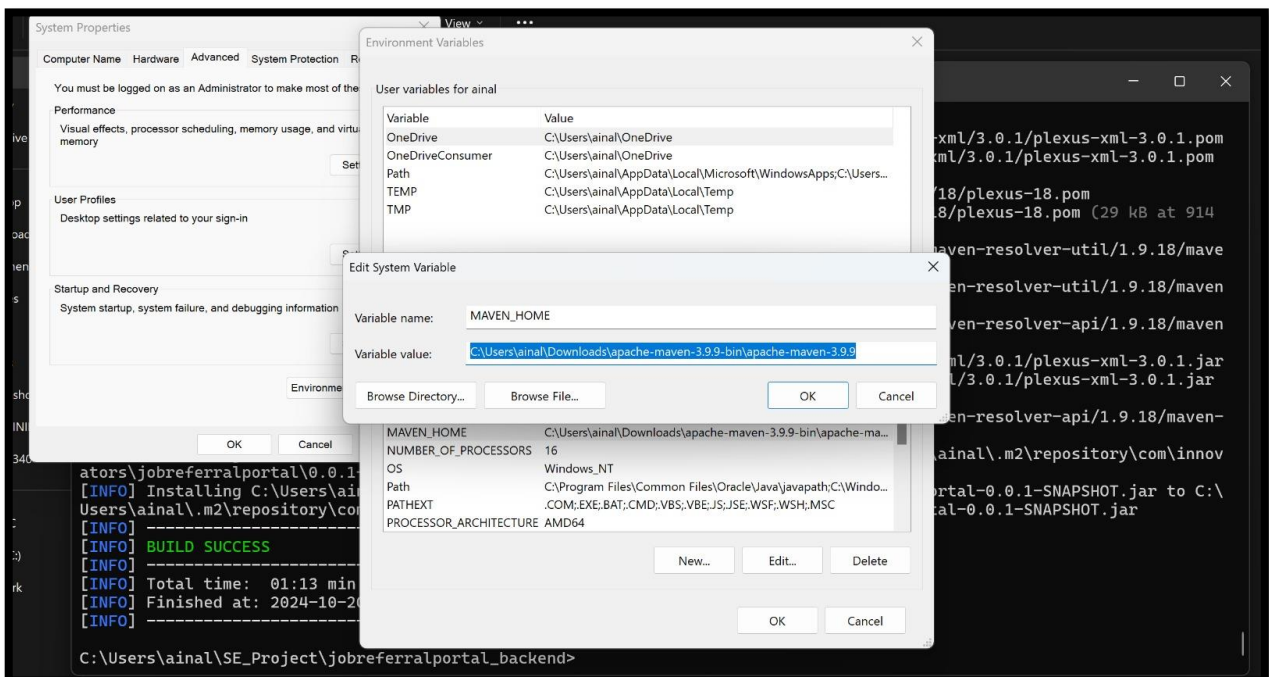 View
System Properties
Computer Name Hardware Advanced System Protection
You must be logged on as an Administrator to make most of the
Performance
Visual effects, processor scheduling, memory usage, and
memory
User Profiles
Desktop settings related to your sign-in
Startup and Recovery
System startup, system failure, and debugging information
OK Cancel
Environment Variables
User variables for ainal
Variable Value
OneDrive C:\Users\ainal\OneDrive
OneDriveConsumer C:\Users\ainal\OneDrive
Path C:\Users\ainal\AppData\Local\Microsoft\WindowsApps;C:\Users...
TEMP C:\Users\ainal\AppData\Local\Temp
TMP C:\Users\ainal\AppData\Local\Temp
Edit System Variable
Variable name: MAVEN_HOME
Variable value: C:\Users\ainal\Downloads\apache-maven-3.9.9-bin\apache-maven-3.9.9
Browse Directory... Browse File... OK Cancel
MAVEN_HOME C:\Users\ainal\Downloads\apache-maven-3.9.9-bin\apache-ma...
NUMBER_OF_PROCESSORS 16
OS Windows_NT
Path C:\Program Files\Common Files\Oracle\Java\javapath;C:\Windo...
PATHEXT .COM;.EXE;.BAT;.CMD;.VBS;.VBE;.JS;.JSE;.WSF;.WSH;.MSC
PROCESSOR_ARCHITECTURE AMD64
New... Edit... Delete
OK Cancel
-xml/3.0.1/plexus-xml-3.0.1.pom
xml/3.0.1/plexus-xml-3.0.1.pom
/18/plexus-18.pom
8/plexus-18.pom (29 kB at 914
maven-resolver-util/1.9.18/mave
en-resolver-util/1.9.18/maven
ven-resolver-api/1.9.18/maven
ml/3.0.1/plexus-xml-3.0.1.jar
l/3.0.1/plexus-xml-3.0.1.jar
en-resolver-api/1.9.18/maven-
\ainal\.m2\repository\com\innov
ators\jobreferralportal\0.0.1-
[INFO] Installing C:\Users\ai rtal-0.0.1-SNAPSHOT.jar to C:\
Users\ainal\.m2\repository\co al-0.0.1-SNAPSHOT.jar
[INFO] -----------------------
[INFO] BUILD SUCCESS
[INFO] -----------------------
[INFO] Total time: 01:13 min
[INFO] Finished at: 2024-10-20
[INFO] -----------------------
C:\Users\ainal\SE_Project\jobreferralportal_backend>